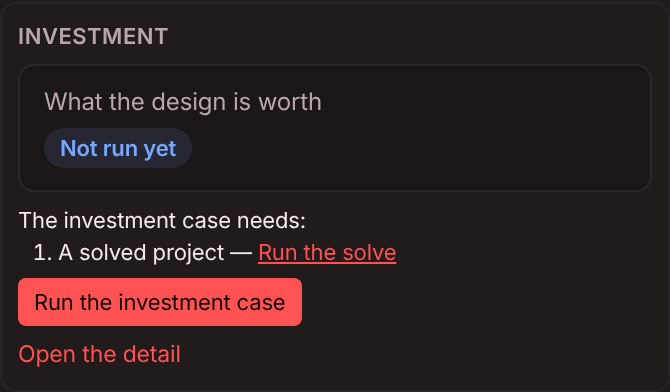 INVESTMENT
What the design is worth
Not run yet
The investment case needs:
1. A solved project — Run the solve
Run the investment case
Open the detail